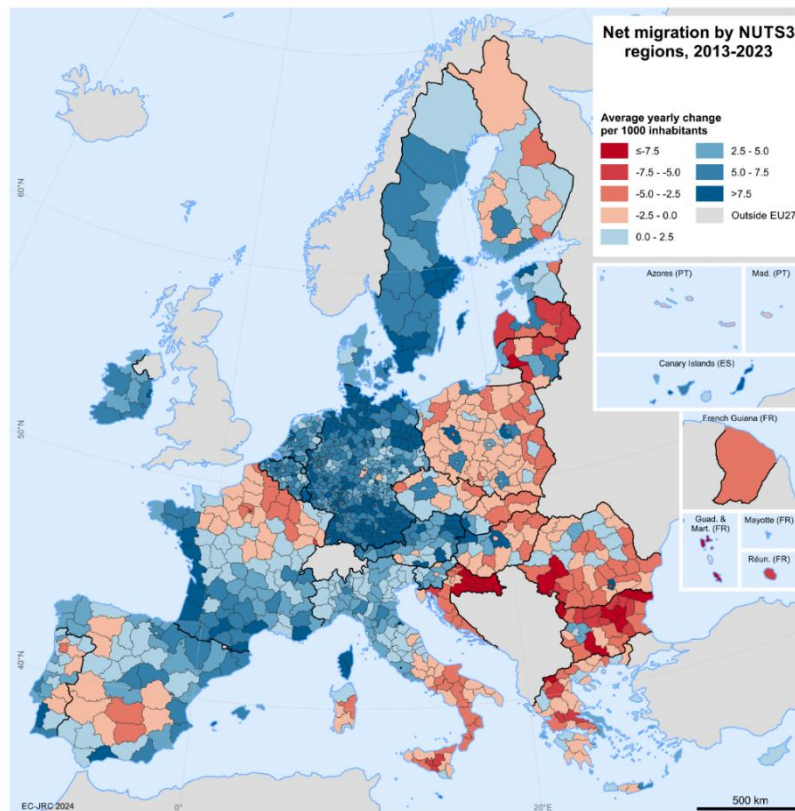 Net migration by NUTS3
regions, 2013-2023
Average yearly change
per 1000 inhabitants
≤-7.5
-7.5 - -5.0
-5.0 - -2.5
-2.5 - 0.0
0.0 - 2.5
2.5 - 5.0
5.0 - 7.5
>7.5
Outside EU27
Azores (PT)
Mad. (PT)
Canary Islands (ES)
French Guiana (FR)
Guad. &
Mart. (FR)
Mayotte (FR)
Réun. (FR)
60°N
50°N
40°N
EC-JRC 2024
0°
20°E
500 km